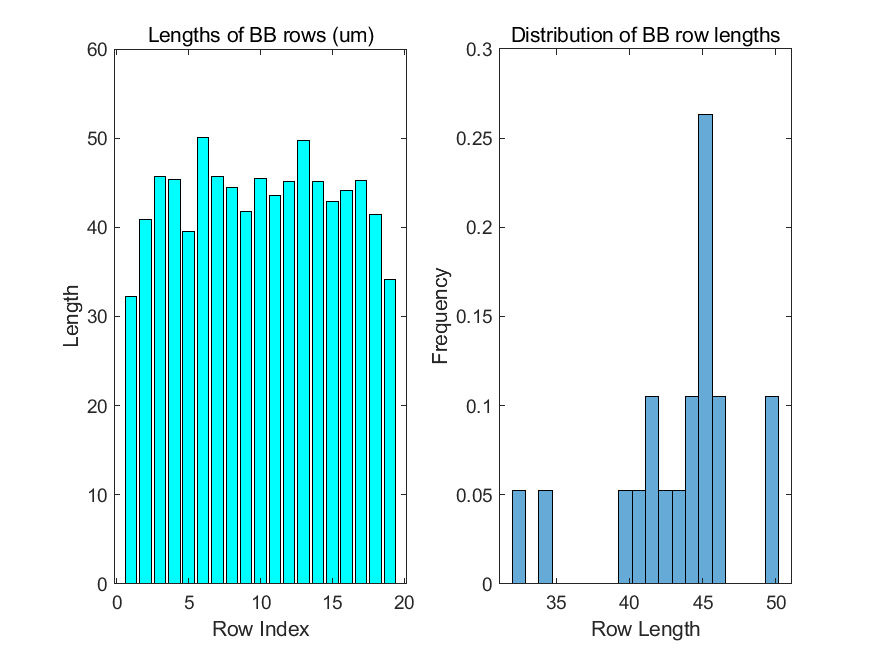 Lengths of BB rows (um)
60
50
40
30
20
10
0
Length
0 5 10 15 20
Row Index
Distribution of BB row lengths
0.3
0.25
0.2
0.15
0.1
0.05
0
Frequency
35 40 45 50
Row Length